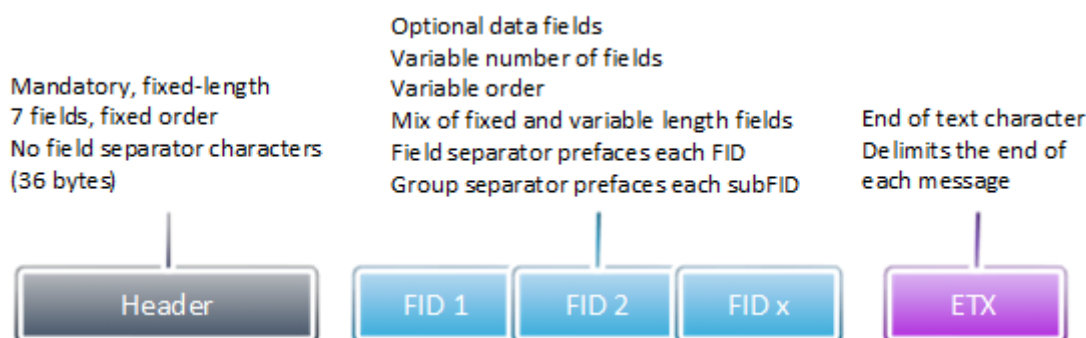 Mandatory, fixed-length
7 fields, fixed order
No field separator characters
(36 bytes)
Optional data fields
Variable number of fields
Variable order
Mix of fixed and variable length fields
Field separator prefaces each FID
Group separator prefaces each subFID
End of text character
Delimits the end of
each message
Header
FID 1
FID 2
FID x
ETX